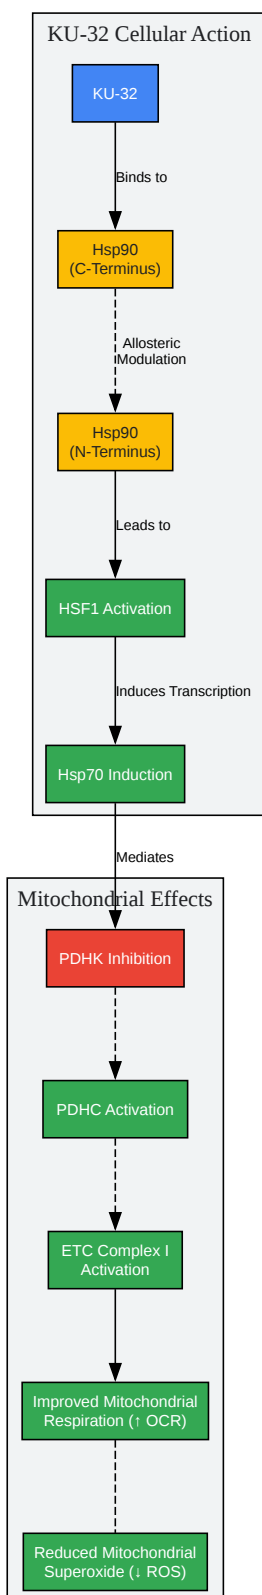 KU-32 Cellular Action
KU-32
Binds to
Hsp90
(C-Terminus)
Allosteric
Modulation
Hsp90
(N-Terminus)
Leads to
HSF1 Activation
Induces Transcription
Hsp70 Induction
Mediates
Mitochondrial Effects
PDHK Inhibition
PDHC Activation
ETC Complex I
Activation
Improved Mitochondrial
Respiration (↑ OCR)
Reduced Mitochondrial
Superoxide (↓ ROS)